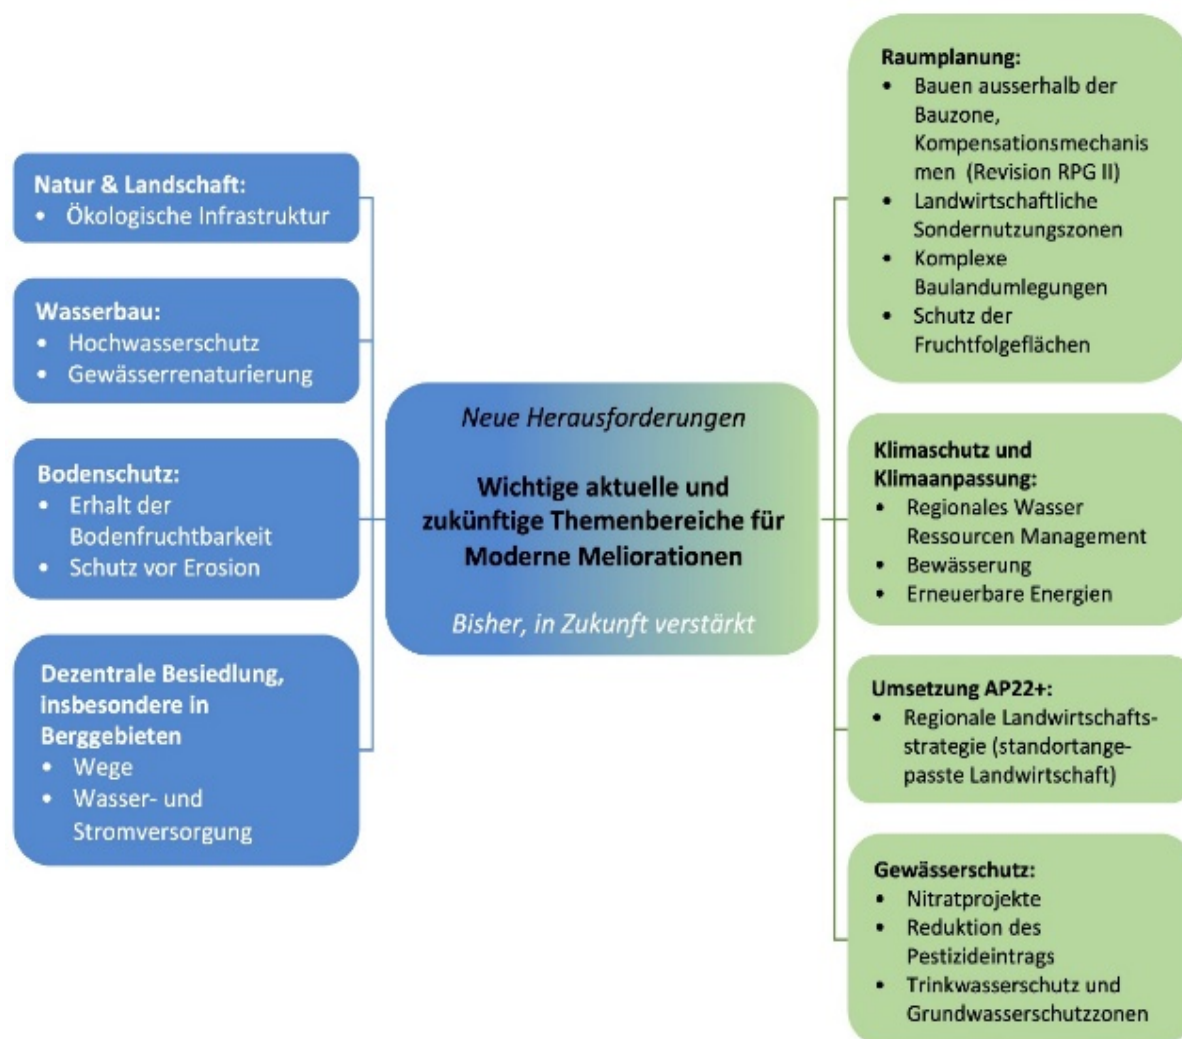 Natur & Landschaft:
• Ökologische Infrastruktur
Wasserbau:
• Hochwasserschutz
• Gewässerrenaturierung
Bodenschutz:
• Erhalt der
Bodenfruchtbarkeit
• Schutz vor Erosion
Dezentrale Besiedlung,
insbesondere in
Berggebieten
• Wege
• Wasser- und
Stromversorgung
Neue Herausforderungen
Wichtige aktuelle und
zukünftige Themenbereiche für
Moderne Meliorationen
Bisher, in Zukunft verstärkt
Raumplanung:
• Bauen ausserhalb der
Bauzone,
Kompensationsmechanis
men (Revision RPG II)
• Landwirtschaftliche
Sondernutzungszonen
• Komplexe
Baulandumlegungen
• Schutz der
Fruchtfolgeflächen
Klimaschutz und
Klimaanpassung:
• Regionales Wasser
Ressourcen Management
• Bewässerung
• Erneuerbare Energien
Umsetzung AP22+:
• Regionale Landwirtschafts-
strategie (standortange-
passte Landwirtschaft)
Gewässerschutz:
• Nitratprojekte
• Reduktion des
Pestizideintrags
• Trinkwasserschutz und
Grundwasserschutzzonen